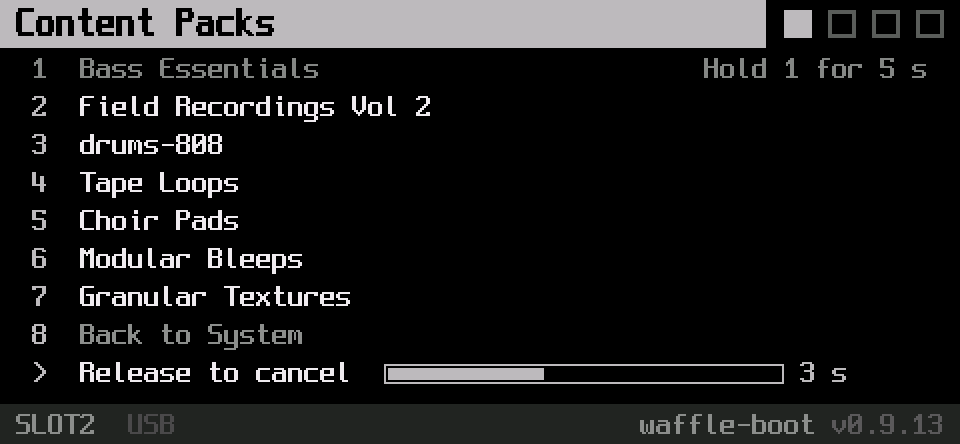 Content Packs
1 Bass Essentials Hold 1 for 5 s
2 Field Recordings Vol 2
3 drums-808
4 Tape Loops
5 Choir Pads
6 Modular Bleeps
7 Granular Textures
8 Back to System
> Release to cancel 3 s
SLOT2 USB waffle-boot v0.9.13